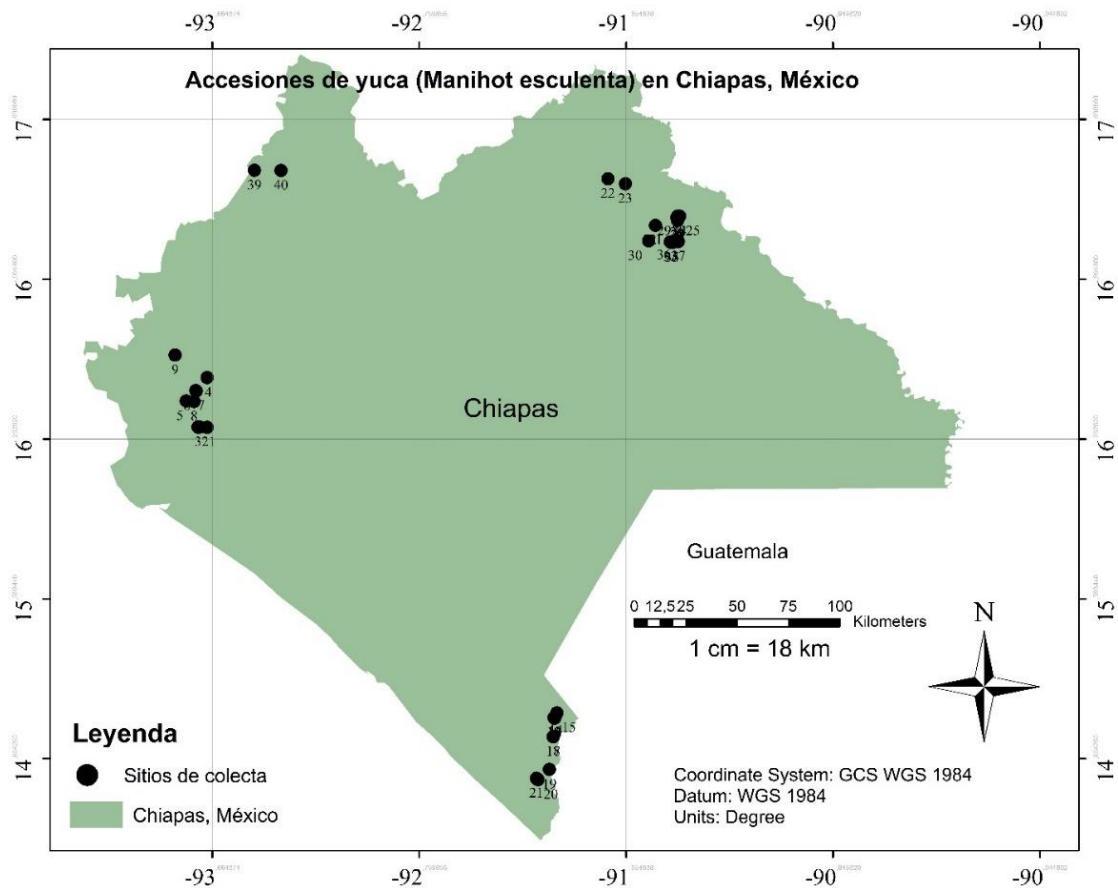 -93 -92 -91 -90 -90
Accesiones de yuca (Manihot esculenta) en Chiapas, México
17 17
39 40
22 23
25
30
16 16
9
4
5 7
8
321
Chiapas
16 16
Guatemala
15 15
0 12,5 25 50 75 100 Kilometers
1 cm = 18 km
N
15
18
19
21 20
14 14
Leyenda
Sitios de colecta
Chiapas, México
Coordinate System: GCS WGS 1984
Datum: WGS 1984
Units: Degree
-93 -92 -91 -90 -90